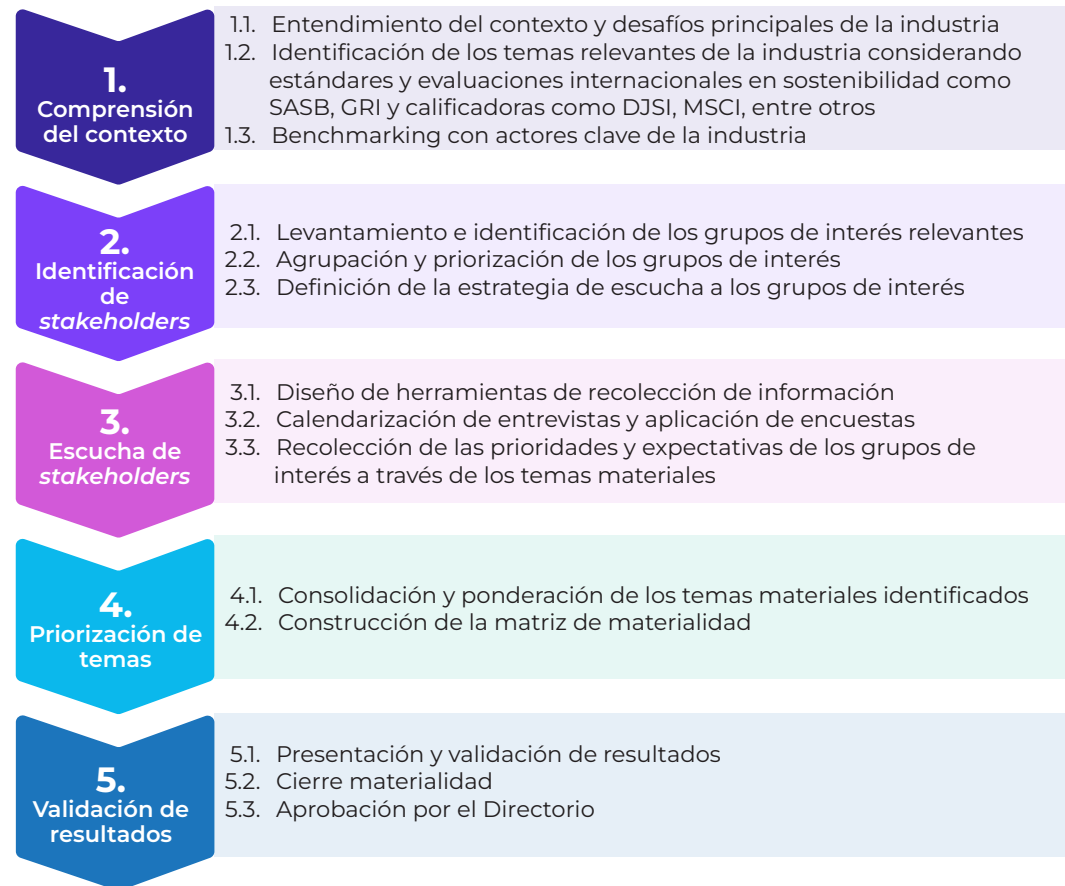 1.
Comprensión
del contexto
1.1. Entendimiento del contexto y desafíos principales de la industria
1.2. Identificación de los temas relevantes de la industria considerando
estándares y evaluaciones internacionales en sostenibilidad como
SASB, GRI y calificadoras como DJSI, MSCI, entre otros
1.3. Benchmarking con actores clave de la industria
2.
Identificación
de
stakeholders
2.1. Levantamiento e identificación de los grupos de interés relevantes
2.2. Agrupación y priorización de los grupos de interés
2.3. Definición de la estrategia de escucha a los grupos de interés
3.
Escucha de
stakeholders
3.1. Diseño de herramientas de recolección de información
3.2. Calendarización de entrevistas y aplicación de encuestas
3.3. Recolección de las prioridades y expectativas de los grupos de
interés a través de los temas materiales
4.
Priorización de
temas
4.1. Consolidación y ponderación de los temas materiales identificados
4.2. Construcción de la matriz de materialidad
5.
Validación de
resultados
5.1. Presentación y validación de resultados
5.2. Cierre materialidad
5.3. Aprobación por el Directorio